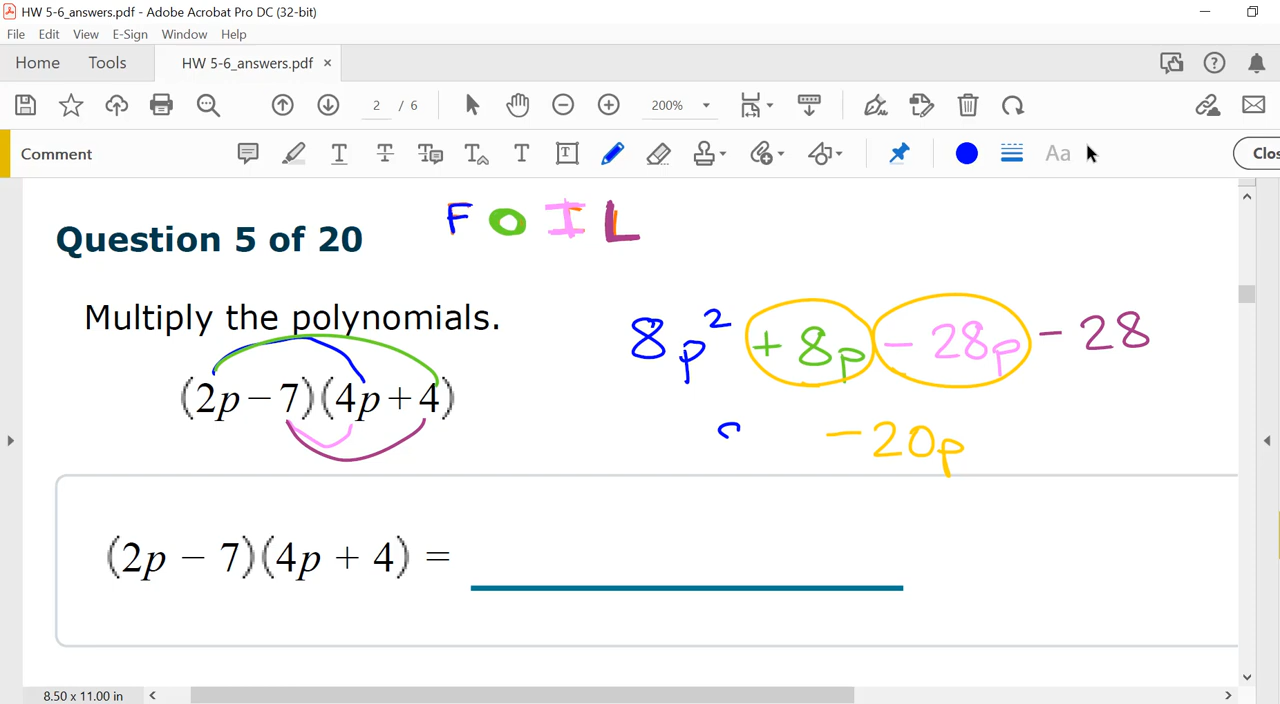 HW 5-6_answers.pdf - Adobe Acrobat Pro DC (32-bit)
File Edit View E-Sign Window Help
Home Tools HW 5-6_answers.pdf ×
2 / 6 200%
Comment Aa Clos
F O I L
Question 5 of 20
Multiply the polynomials.
8p² + 8p - 28p - 28
(2p − 7)(4p + 4)
- 20p
(2p − 7)(4p + 4) =
8.50 x 11.00 in